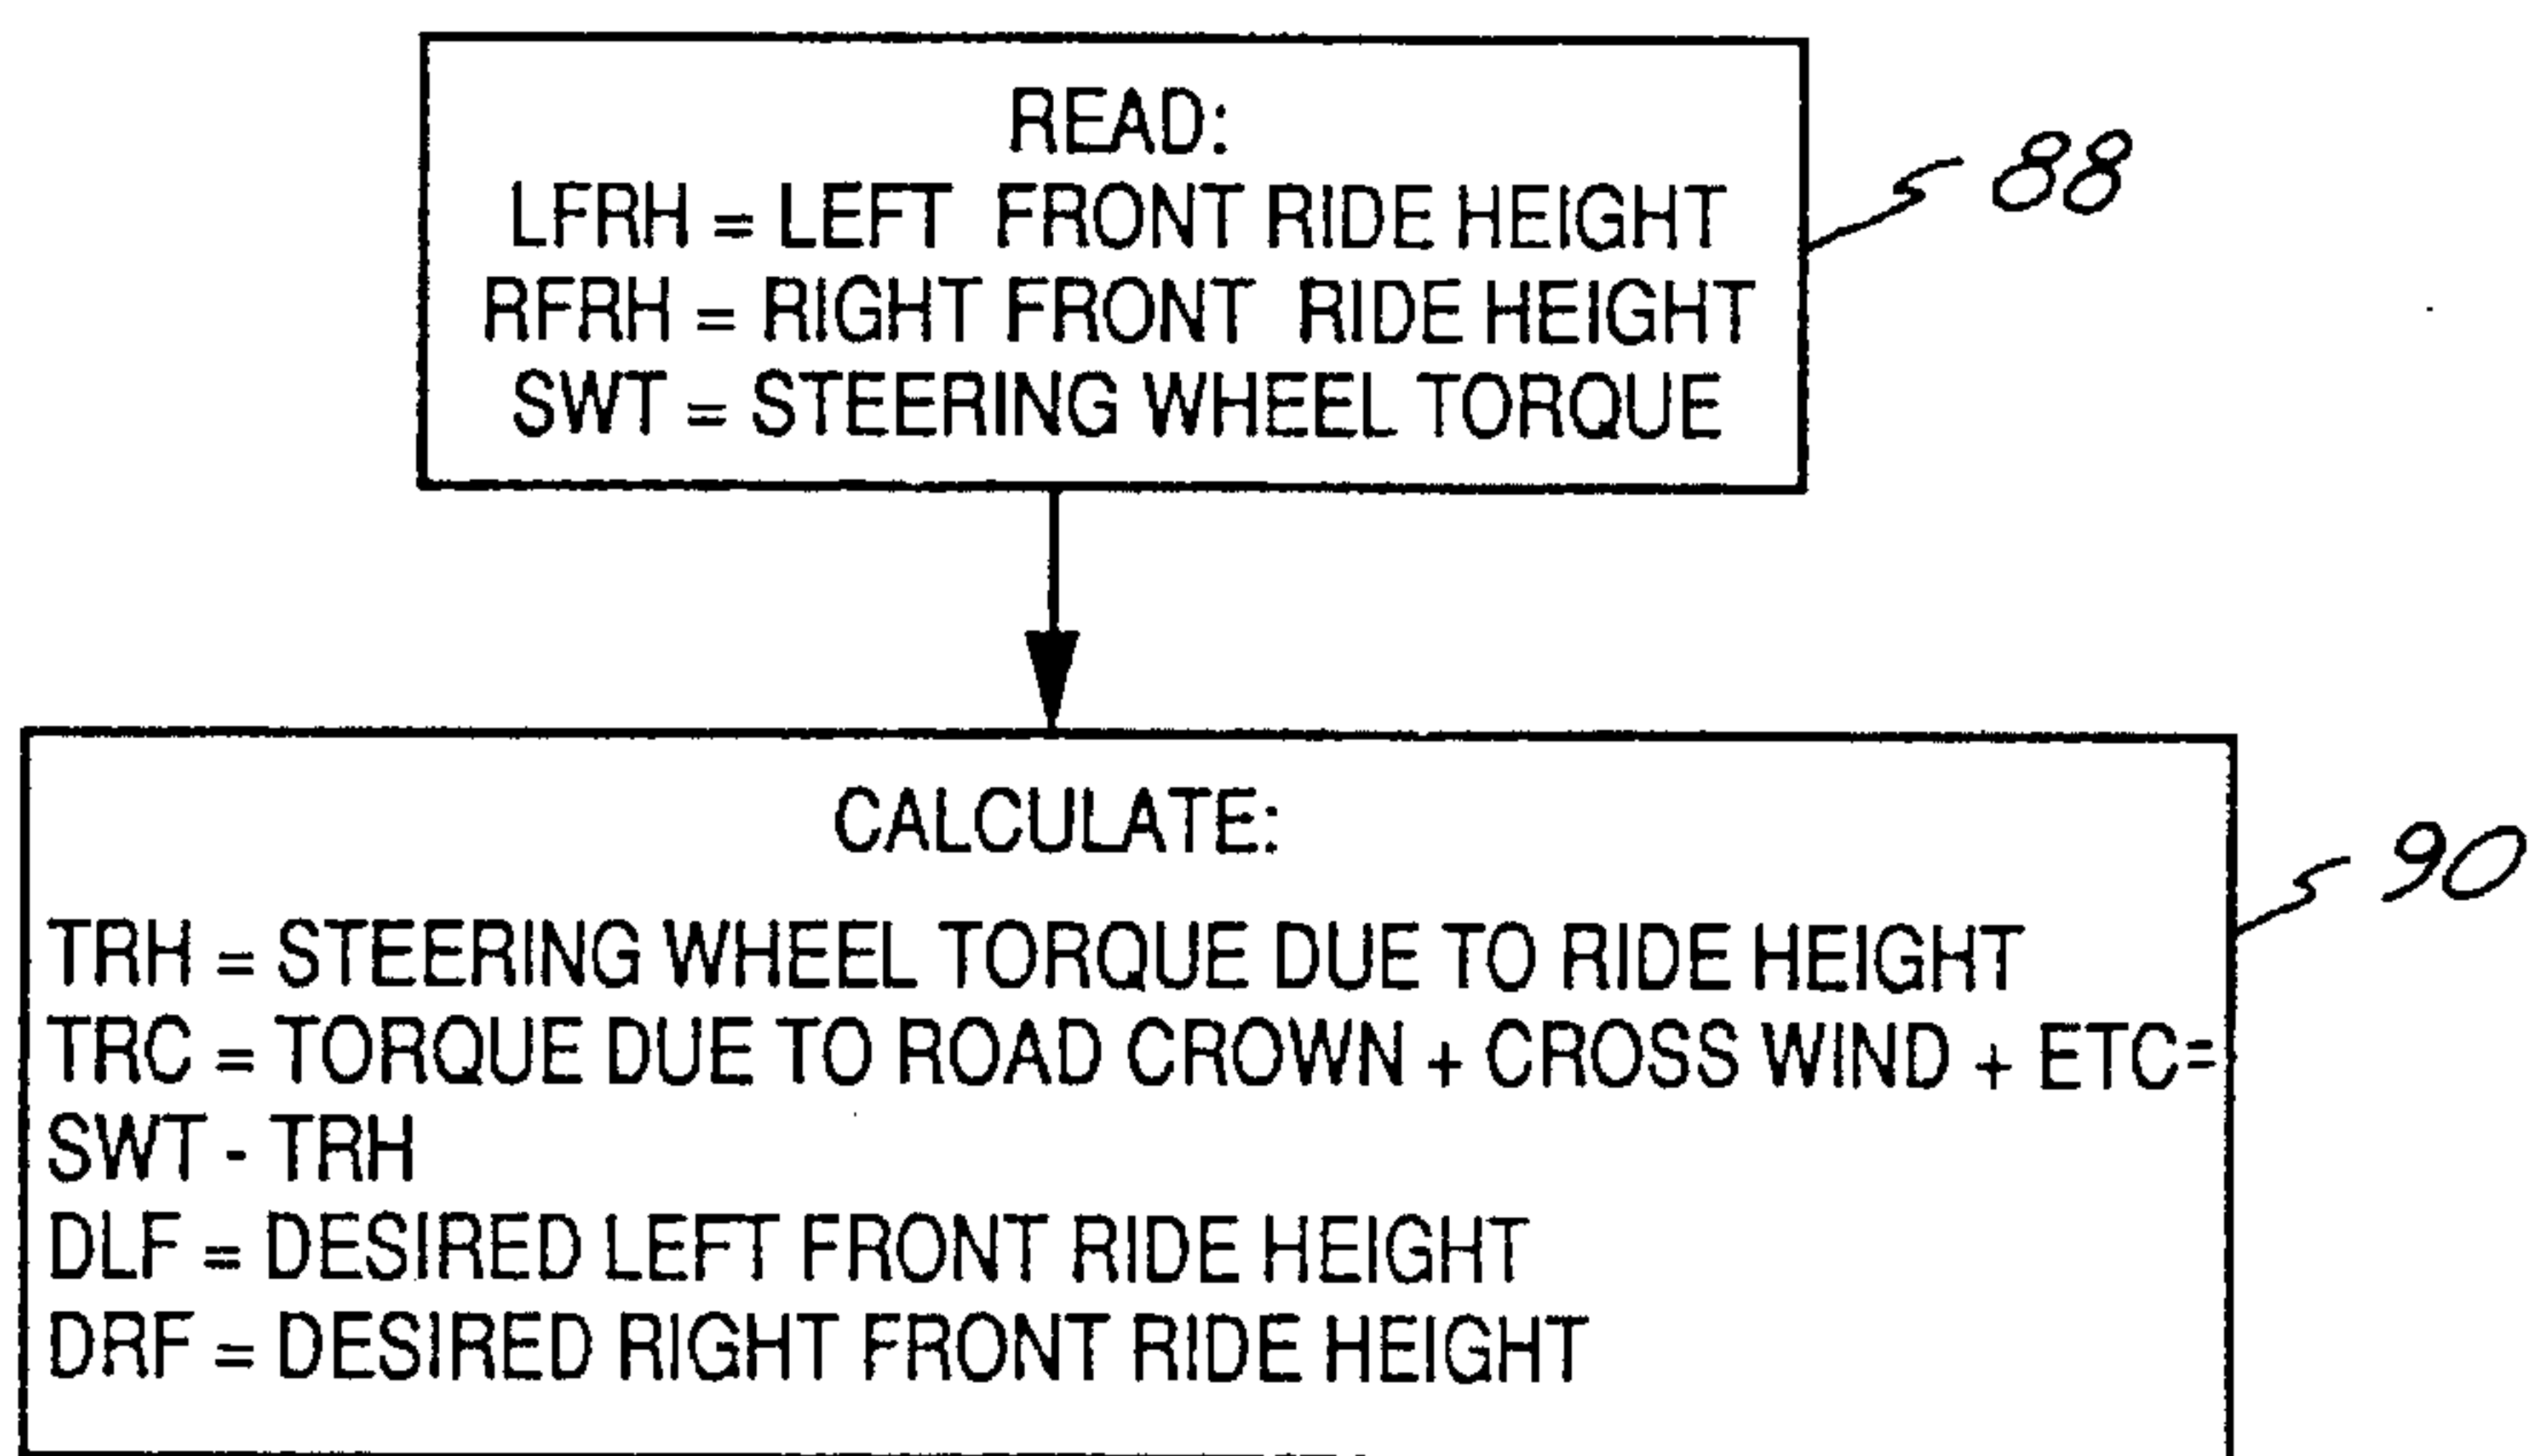 READ:
LFRH = LEFT FRONT RIDE HEIGHT
RFRH = RIGHT FRONT RIDE HEIGHT
SWT = STEERING WHEEL TORQUE
88
CALCULATE:
90
TRH = STEERING WHEEL TORQUE DUE TO RIDE HEIGHT
TRC = TORQUE DUE TO ROAD CROWN + CROSS WIND + ETC=
SWT - TRH
DLF = DESIRED LEFT FRONT RIDE HEIGHT
DRF = DESIRED RIGHT FRONT RIDE HEIGHT